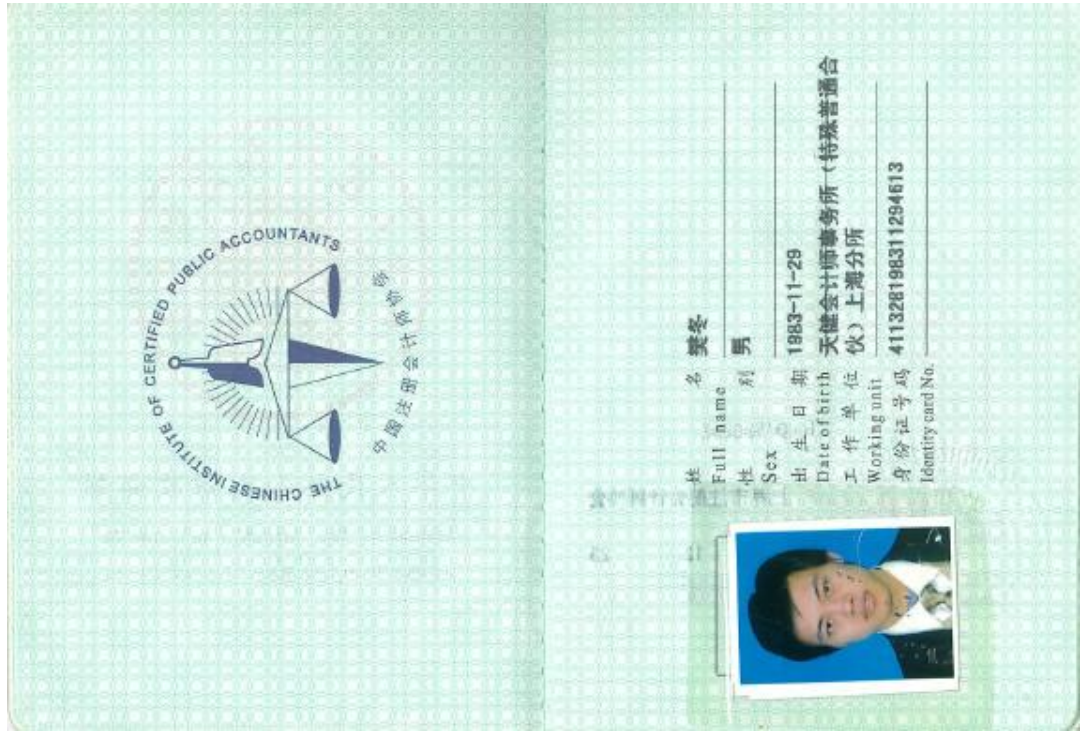 THE CHINESE INSTITUTE OF CERTIFIED PUBLIC ACCOUNTANTS
中国注册会计师协会
姓 名 樊冬
Full name
性 别 男
Sex
出 生 日 期 1983-11-29
Date of birth
工 作 单 位 天健会计师事务所（特殊普通合
伙）上海分所
Working unit
身份证号码 411328198311294613
Identity card No.